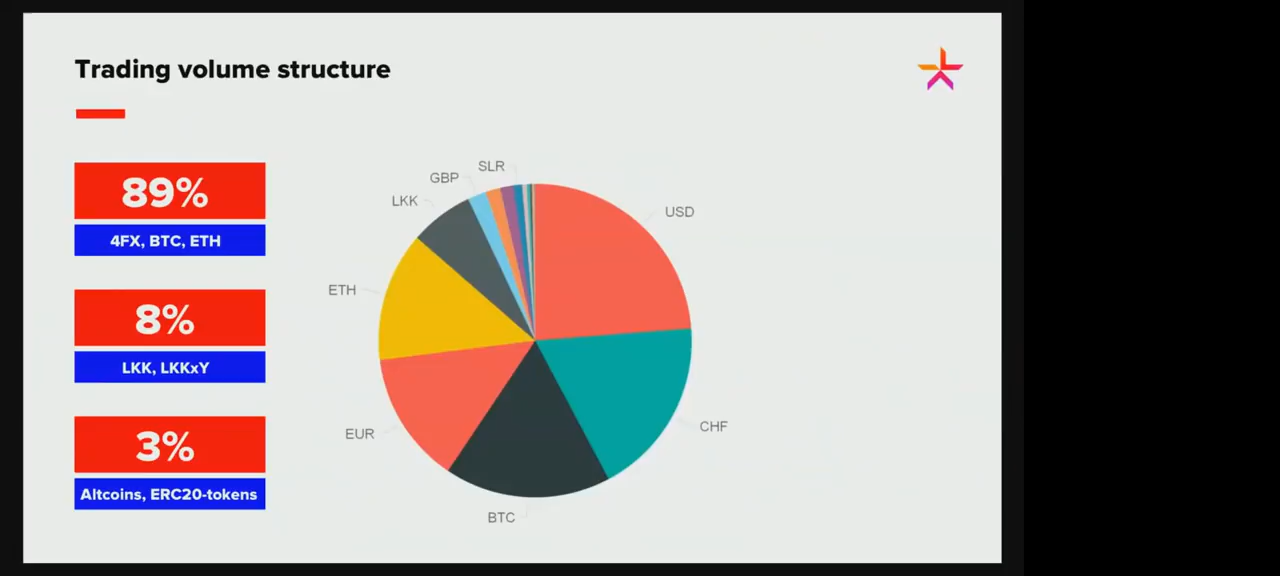 Trading volume structure
89%
4FX, BTC, ETH
8%
LKK, LKKxY
3%
Altcoins, ERC20-tokens
SLR
GBP
LKK
USD
ETH
CHF
EUR
BTC